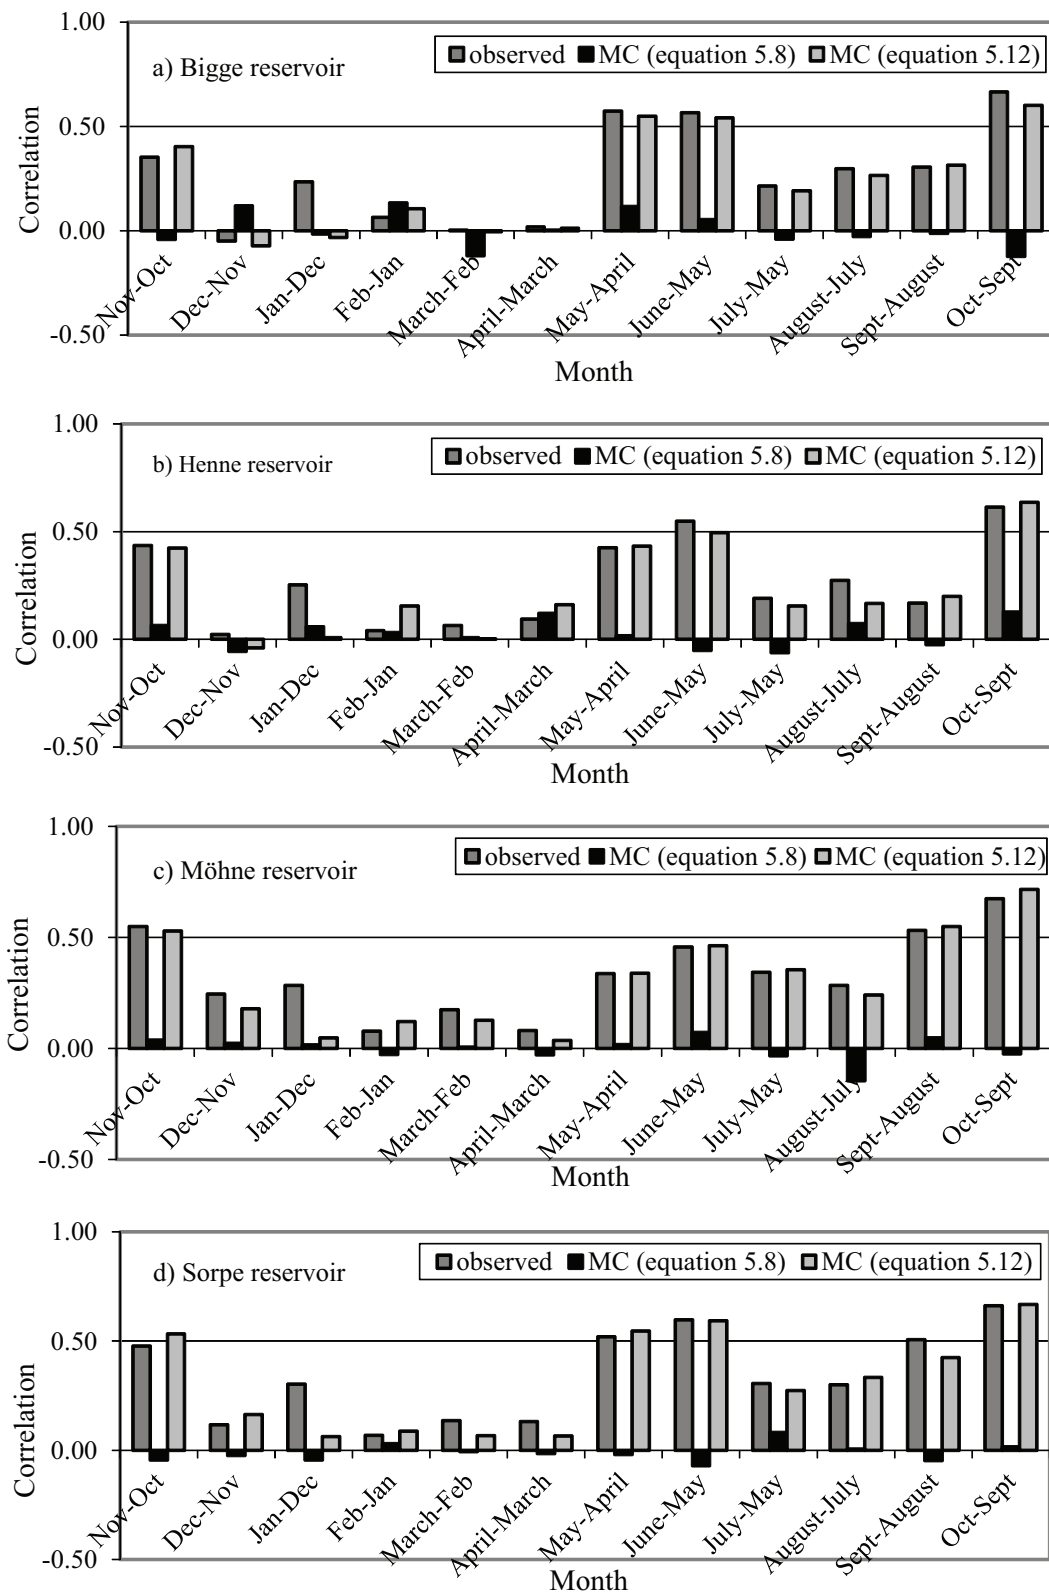 1.00
a) Bigge reservoir
observed MC (equation 5.8) MC (equation 5.12)
0.50
0.00
-0.50
Correlation
Nov-Oct Dec-Nov Jan-Dec Feb-Jan March-Feb April-March May-April June-May July-May August-July Sept-August Oct-Sept
Month
1.00
b) Henne reservoir
observed MC (equation 5.8) MC (equation 5.12)
0.50
0.00
-0.50
Correlation
Nov-Oct Dec-Nov Jan-Dec Feb-Jan March-Feb April-March May-April June-May July-May August-July Sept-August Oct-Sept
Month
1.00
c) Möhne reservoir
observed MC (equation 5.8) MC (equation 5.12)
0.50
0.00
-0.50
Correlation
Nov-Oct Dec-Nov Jan-Dec Feb-Jan March-Feb April-March May-April June-May July-May August-July Sept-August Oct-Sept
Month
1.00
d) Sorpe reservoir
observed MC (equation 5.8) MC (equation 5.12)
0.50
0.00
-0.50
Correlation
Nov-Oct Dec-Nov Jan-Dec Feb-Jan March-Feb April-March May-April June-May July-May August-July Sept-August Oct-Sept
Month